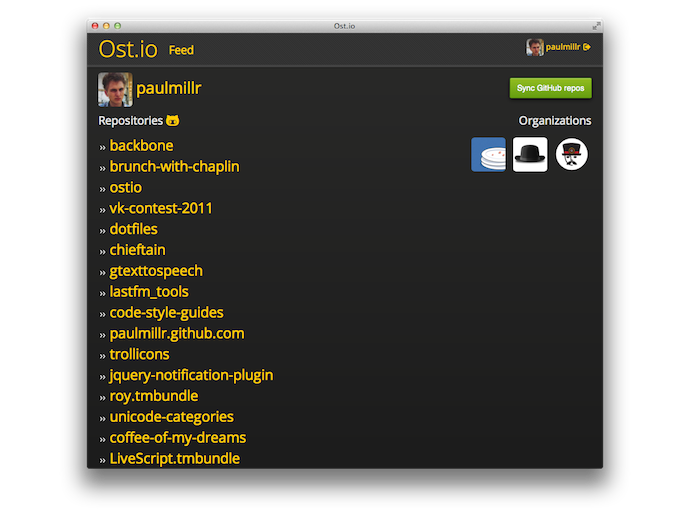 Ost.io
Ost.io Feed paulmillr
paulmillr Sync GitHub repos
Repositories Organizations
›› backbone
›› brunch-with-chaplin
›› ostio
›› vk-contest-2011
›› dotfiles
›› chieftain
›› gtexttospeech
›› lastfm_tools
›› code-style-guides
›› paulmillr.github.com
›› trollicons
›› jquery-notification-plugin
›› roy.tmbundle
›› unicode-categories
›› coffee-of-my-dreams
›› LiveScript.tmbundle